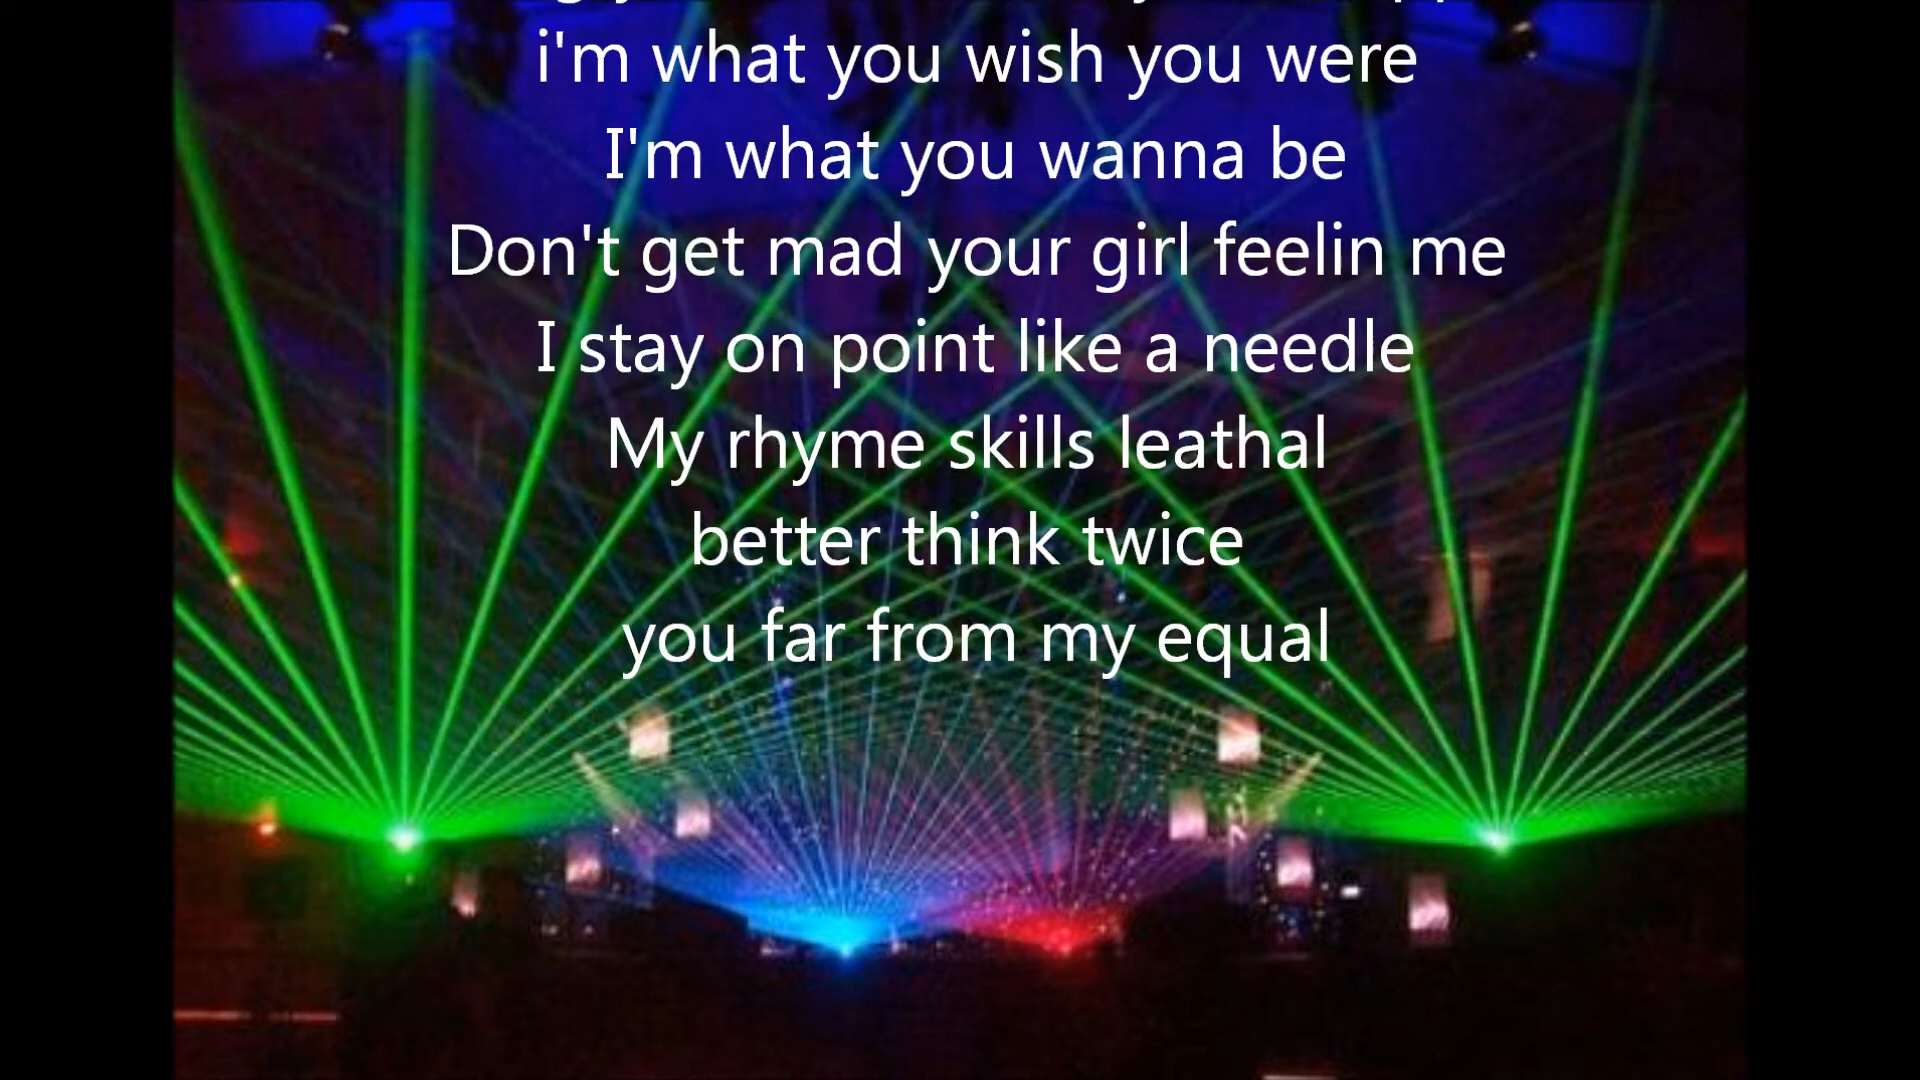 i'm what you wish you were
I'm what you wanna be
Don't get mad your girl feelin me
I stay on point like a needle
My rhyme skills leathal
better think twice
you far from my equal